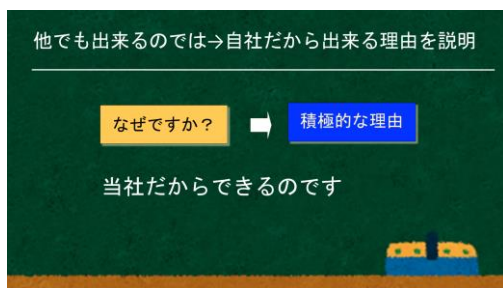 他でも出来るのでは→自社だから出来る理由を説明
なぜですか？
積極的な理由
当社だからできるのです